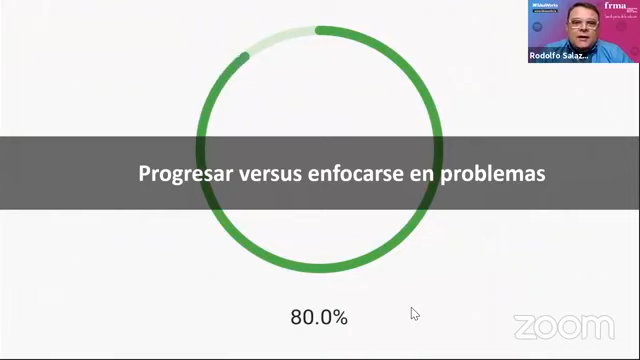 frma
Rodolfo Salaz...
Progresar versus enfocarse en problemas
80.0%
zoom